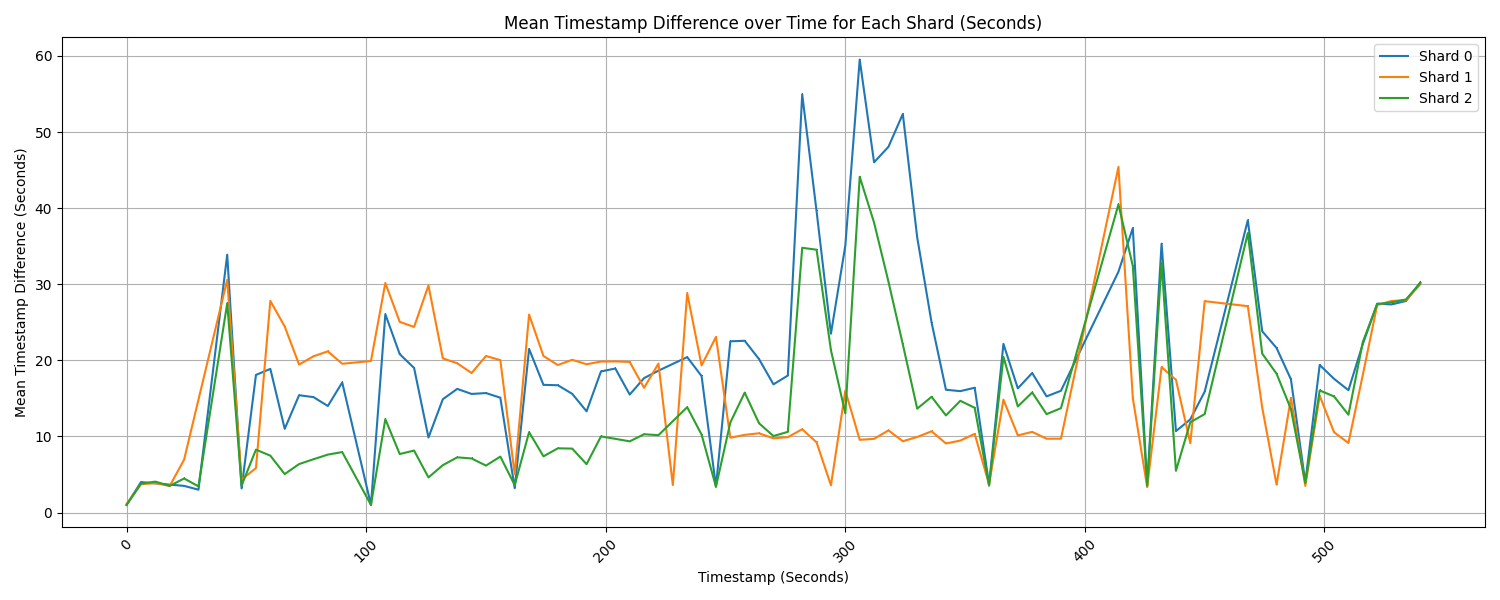 Mean Timestamp Difference over Time for Each Shard (Seconds)
Shard 0
Shard 1
Shard 2
Mean Timestamp Difference (Seconds)
60
50
40
30
20
10
0
0
100
200
300
400
500
Timestamp (Seconds)